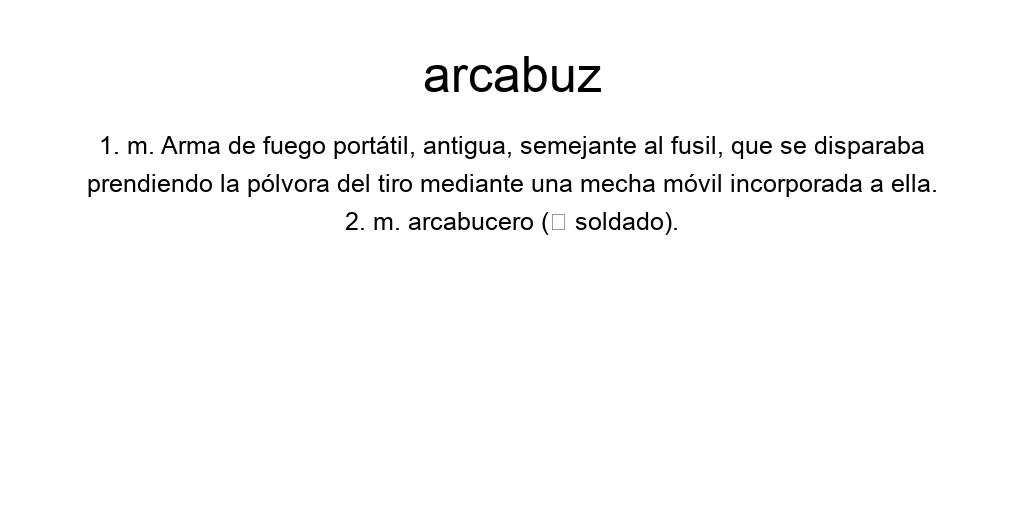 arcabuz
1. m. Arma de fuego portátil, antigua, semejante al fusil, que se disparaba
prendiendo la pólvora del tiro mediante una mecha móvil incorporada a ella.
2. m. arcabucero (□ soldado).